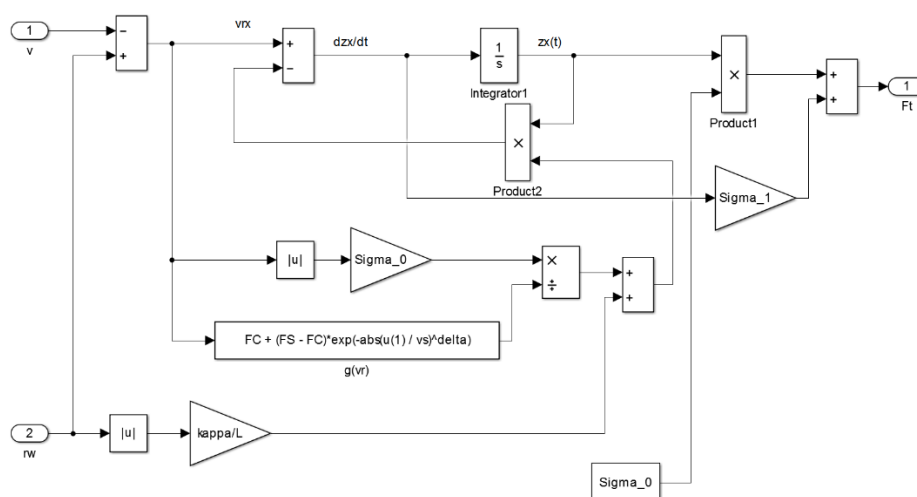 1
v
−
+
vrx
+
−
dzx/dt
1
s
Integrator1
zx(t)
×
Product1
+
+
1
Ft
×
Product2
Sigma_1
|u|
Sigma_0
×
÷
+
+
FC + (FS - FC)*exp(-abs(u(1) / vs)^delta)
g(vr)
2
rw
|u|
kappa/L
Sigma_0